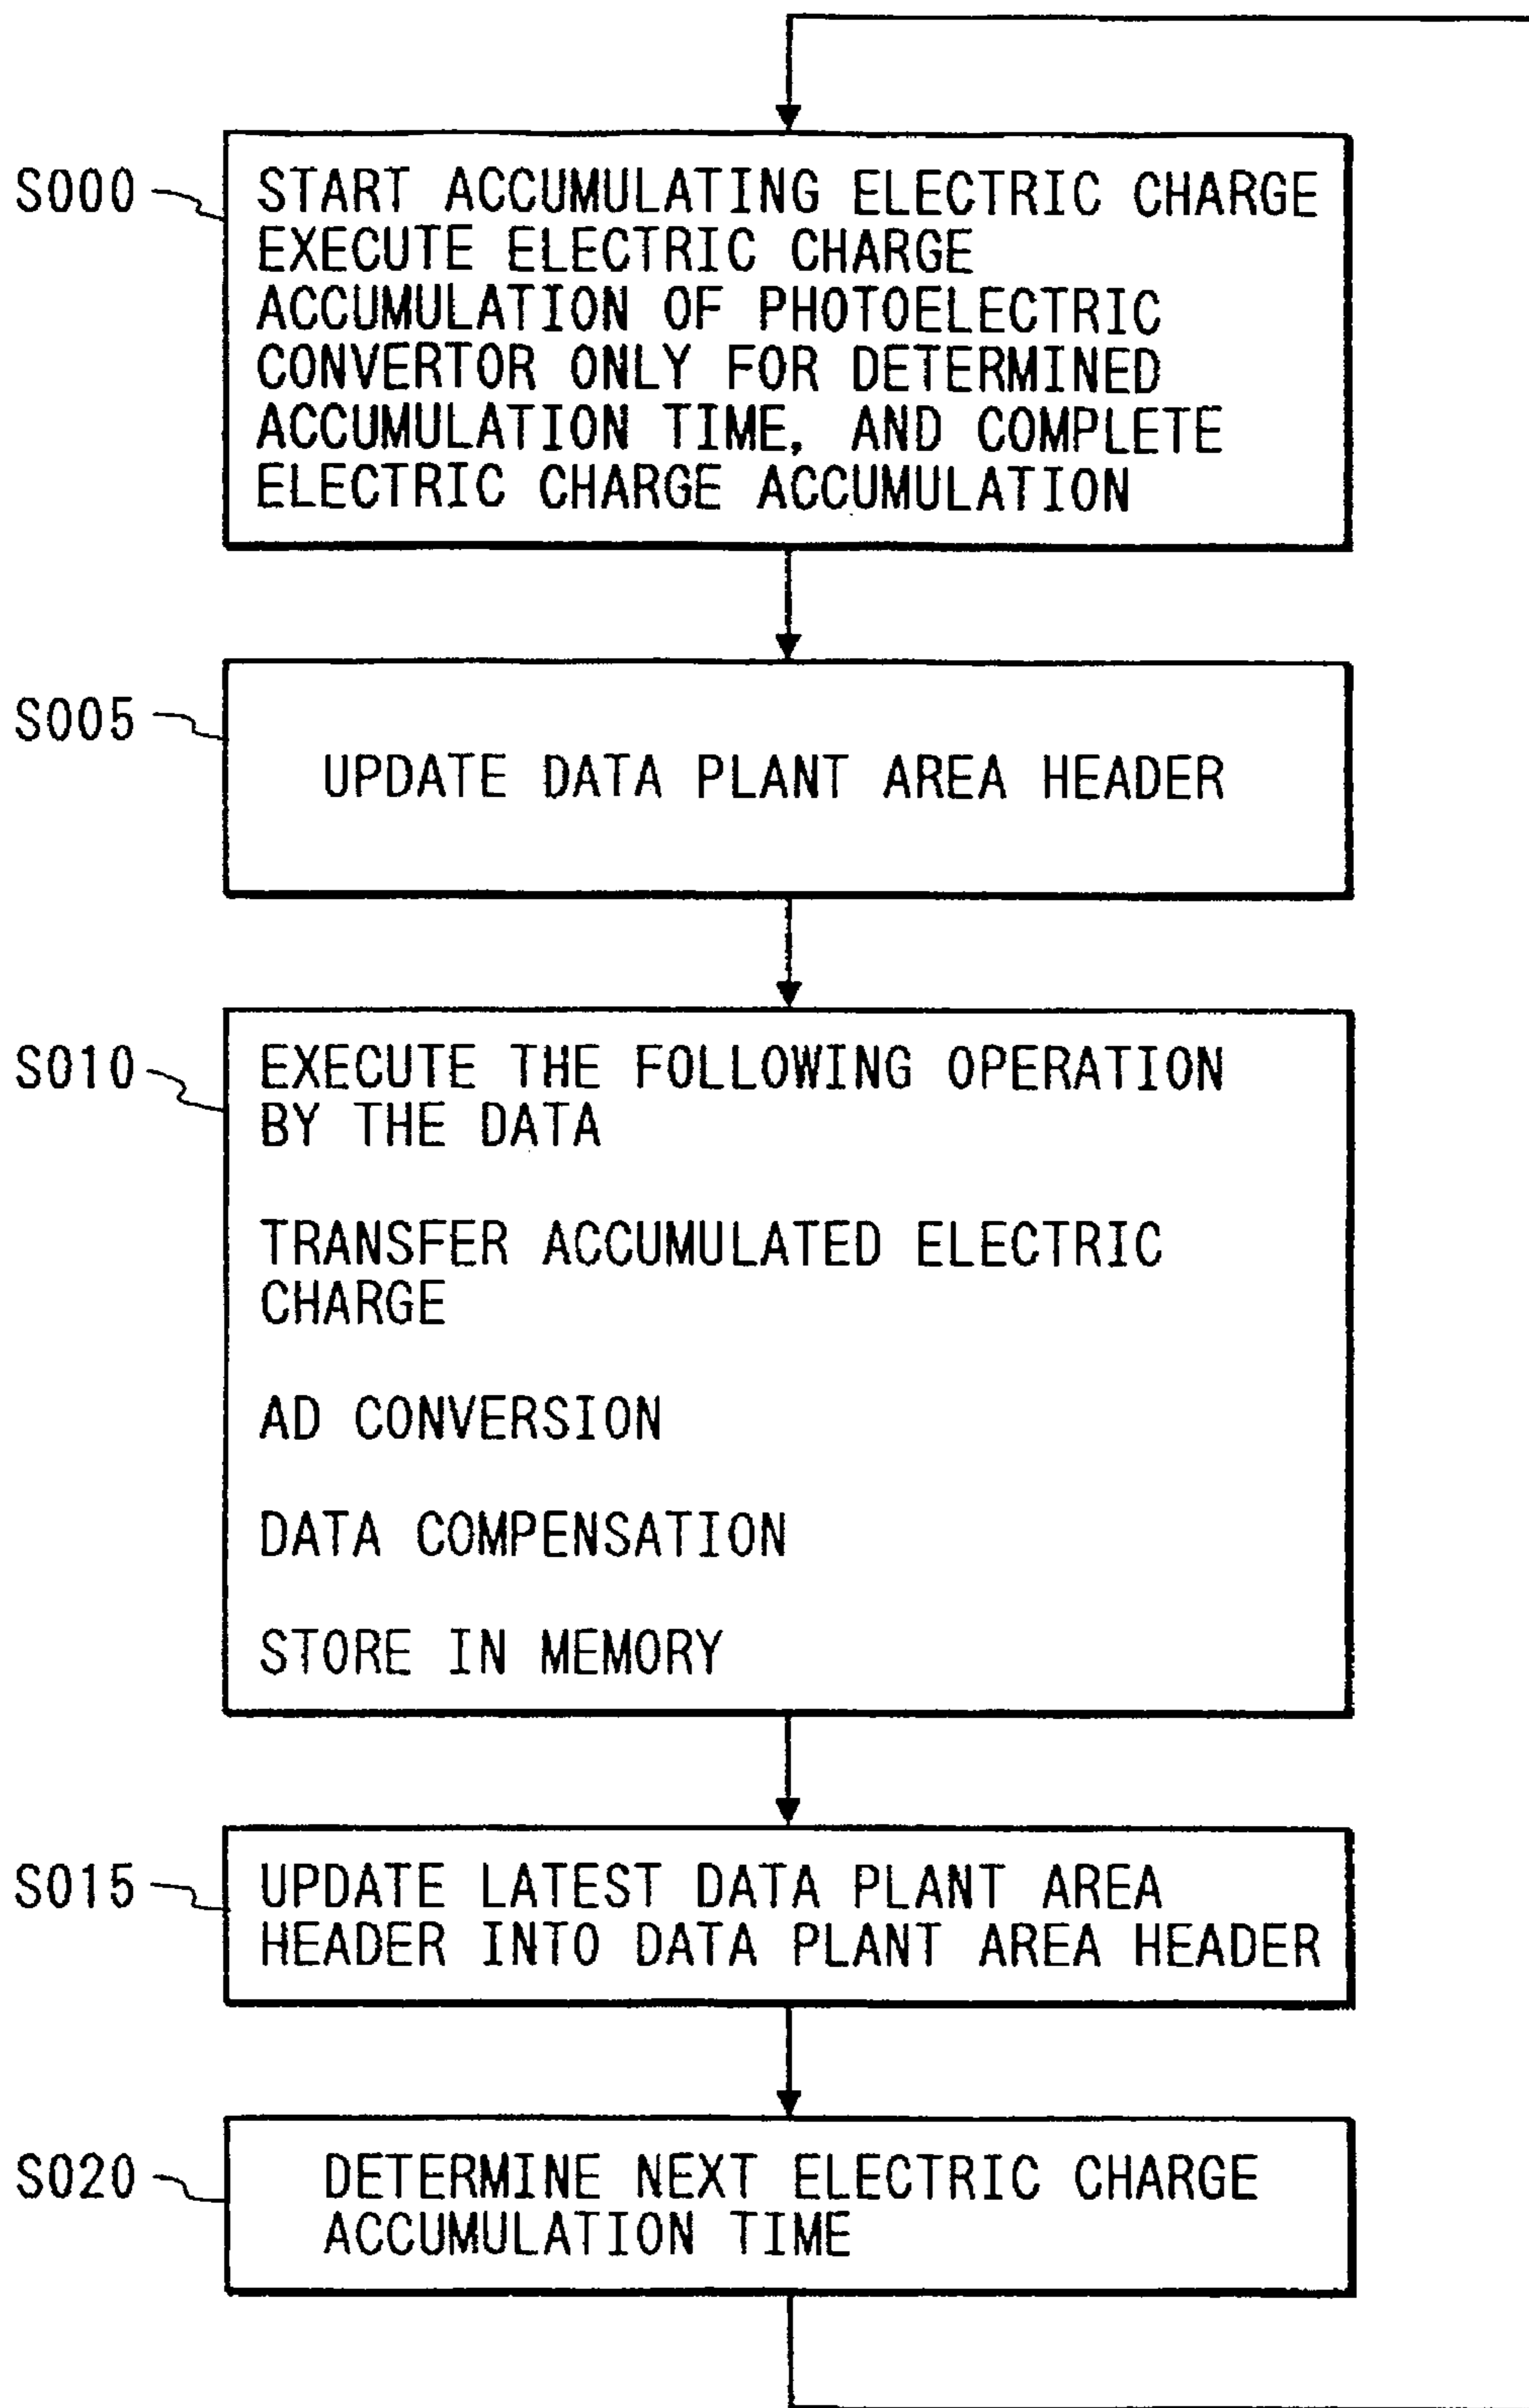 S000
START ACCUMULATING ELECTRIC CHARGE
EXECUTE ELECTRIC CHARGE
ACCUMULATION OF PHOTOELECTRIC
CONVERTOR ONLY FOR DETERMINED
ACCUMULATION TIME, AND COMPLETE
ELECTRIC CHARGE ACCUMULATION
S005
UPDATE DATA PLANT AREA HEADER
S010
EXECUTE THE FOLLOWING OPERATION
BY THE DATA
TRANSFER ACCUMULATED ELECTRIC
CHARGE
AD CONVERSION
DATA COMPENSATION
STORE IN MEMORY
S015
UPDATE LATEST DATA PLANT AREA
HEADER INTO DATA PLANT AREA HEADER
S020
DETERMINE NEXT ELECTRIC CHARGE
ACCUMULATION TIME